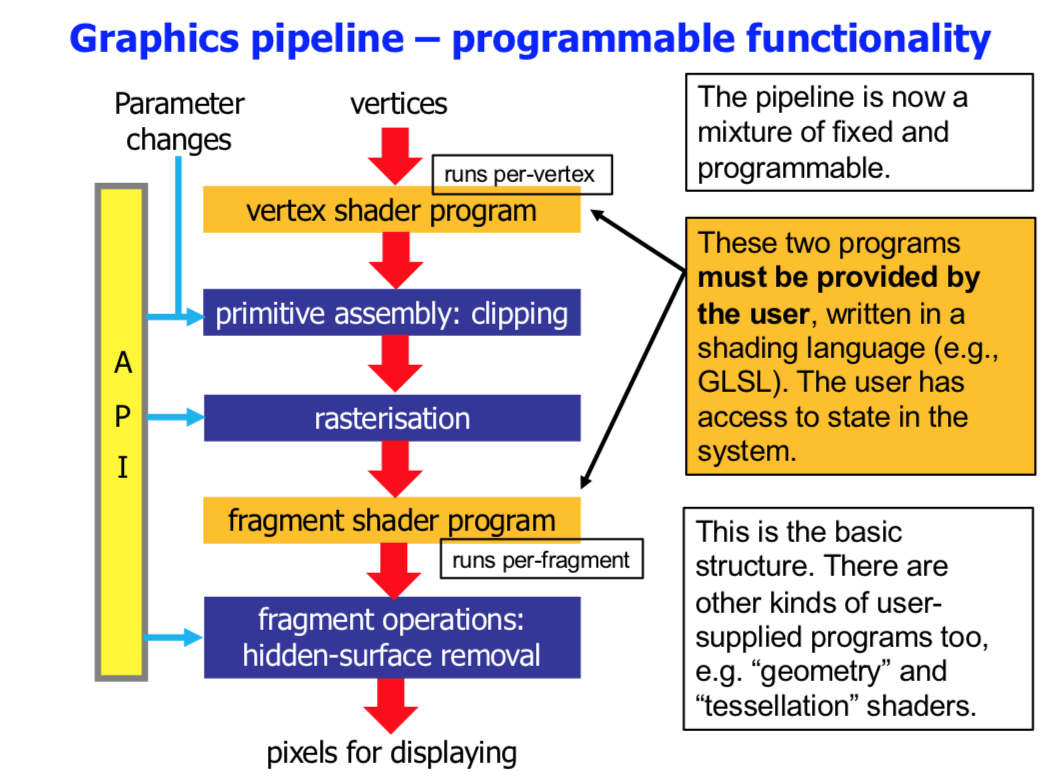 Graphics pipeline – programmable functionality
Parameter
changes
vertices
runs per-vertex
vertex shader program
primitive assembly: clipping
A
P
I
rasterisation
fragment shader program
runs per-fragment
fragment operations:
hidden-surface removal
pixels for displaying
The pipeline is now a
mixture of fixed and
programmable.
These two programs
must be provided by
the user, written in a
shading language (e.g.,
GLSL). The user has
access to state in the
system.
This is the basic
structure. There are
other kinds of user-
supplied programs too,
e.g. “geometry” and
“tessellation” shaders.